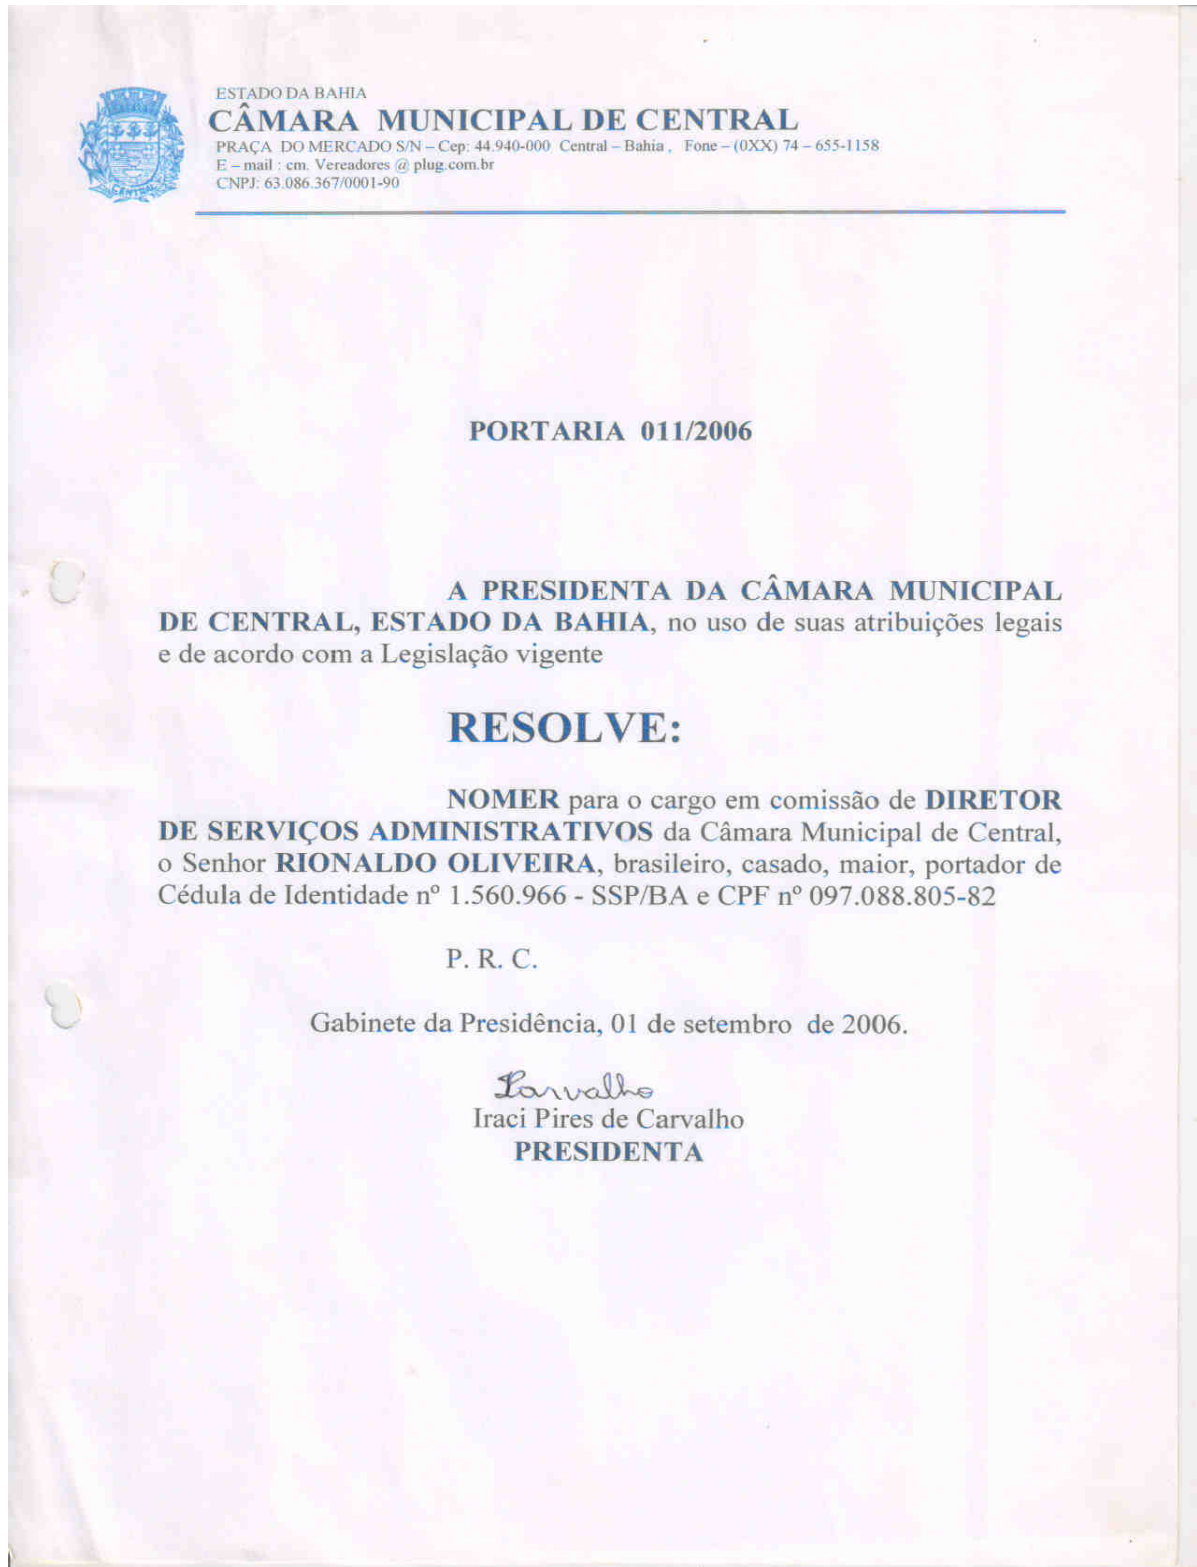 ESTADO DA BAHIA
CÂMARA MUNICIPAL DE CENTRAL
PRAÇA DO MERCADO S/N – Cep: 44.940-000 Central – Bahia , Fone – (0XX) 74 – 655-1158
E – mail : cm. Vereadores @ plug.com.br
CNPJ: 63.086.367/0001-90
CENTRAL
PORTARIA 011/2006
A PRESIDENTA DA CÂMARA MUNICIPAL
DE CENTRAL, ESTADO DA BAHIA, no uso de suas atribuições legais
e de acordo com a Legislação vigente
RESOLVE:
NOMER para o cargo em comissão de DIRETOR
DE SERVIÇOS ADMINISTRATIVOS da Câmara Municipal de Central,
o Senhor RIONALDO OLIVEIRA, brasileiro, casado, maior, portador de
Cédula de Identidade nº 1.560.966 - SSP/BA e CPF nº 097.088.805-82
P. R. C.
Gabinete da Presidência, 01 de setembro de 2006.
Carvalho
Iraci Pires de Carvalho
PRESIDENTA